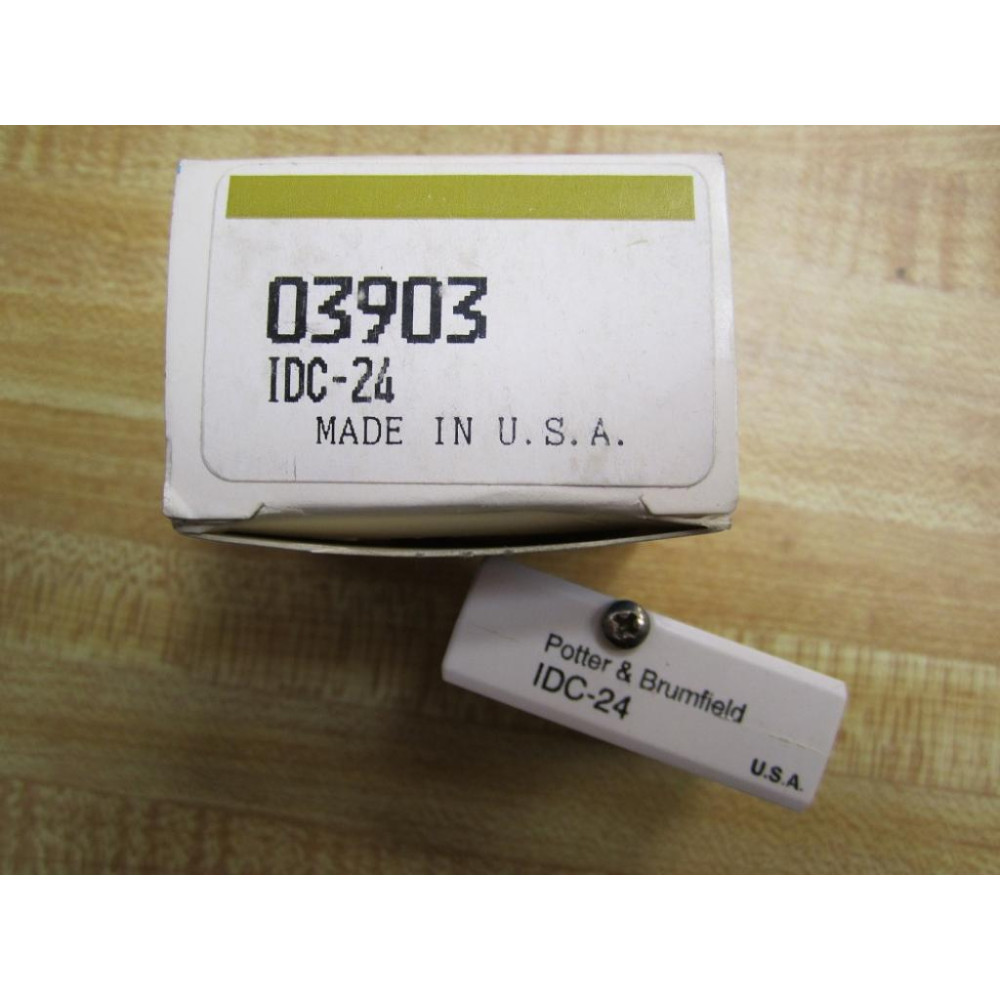 03903
IDC-24
MADE IN U.S.A.
Potter & Brumfield
IDC-24
U.S.A.